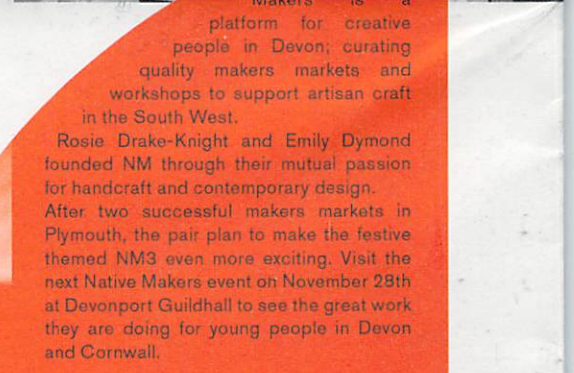 Makers is a
platform for creative
people in Devon; curating
quality makers markets and
workshops to support artisan craft
in the South West.
Rosie Drake-Knight and Emily Dymond
founded NM through their mutual passion
for handcraft and contemporary design.
After two successful makers markets in
Plymouth, the pair plan to make the festive
themed NM3 even more exciting. Visit the
next Native Makers event on November 28th
at Devonport Guildhall to see the great work
they are doing for young people in Devon
and Cornwall.